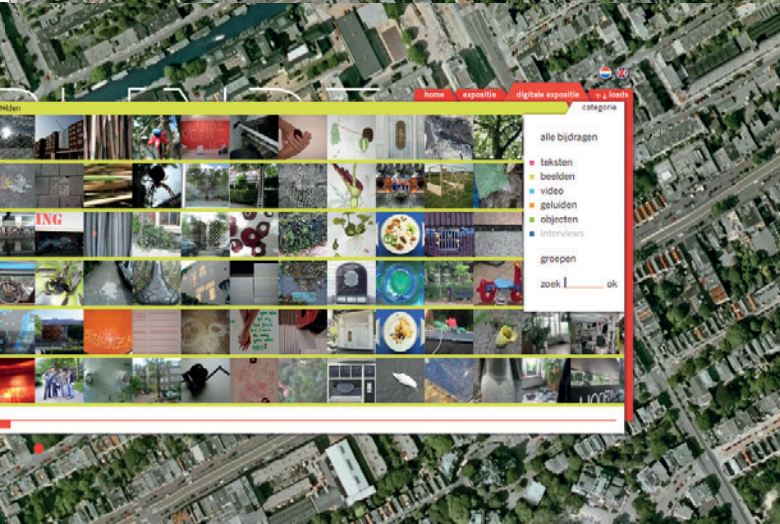 home expositie digitale expositie ↑↓ loads
categorie
alle bijdragen
teksten
beelden
video
geluiden
objecten
interviews
groepen
zoek ok
ING